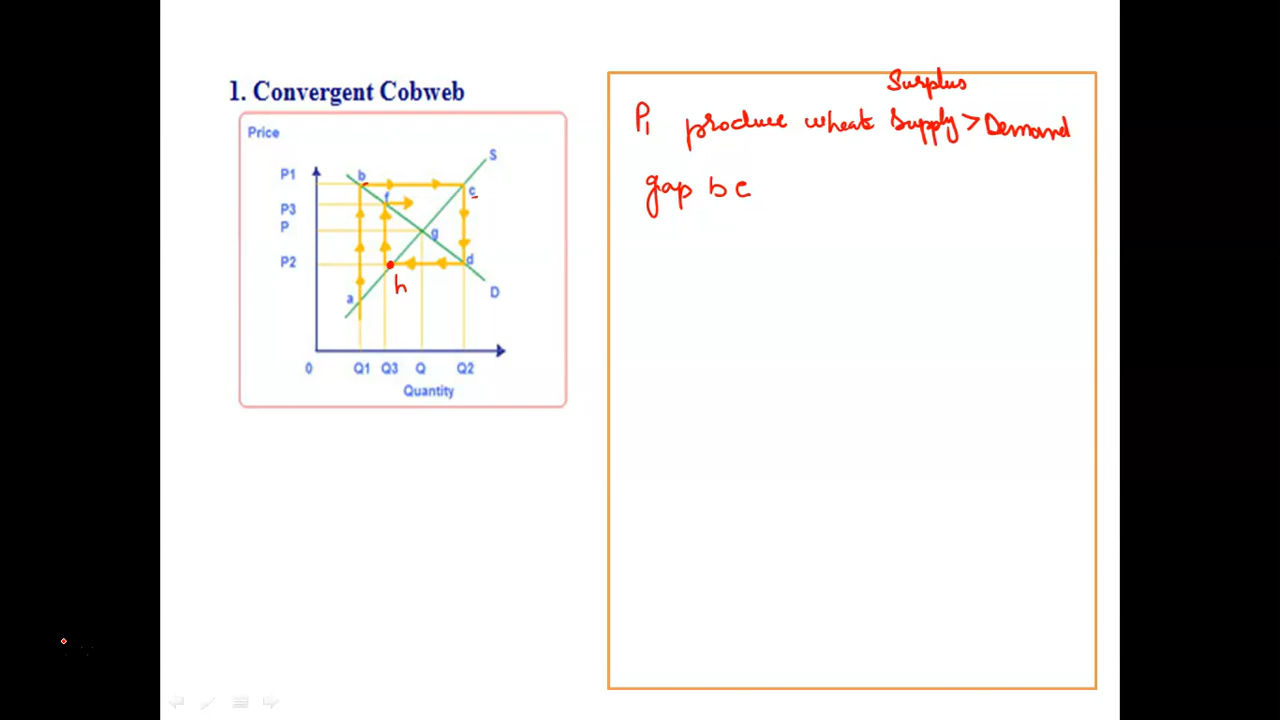 1. Convergent Cobweb
Surplus
P1 produce wheat Supply > Demand
gap b c
Price
S
P1
b
c
P3
f
P
g
P2
d
h
a
D
0
Q1 Q3 Q Q2
Quantity